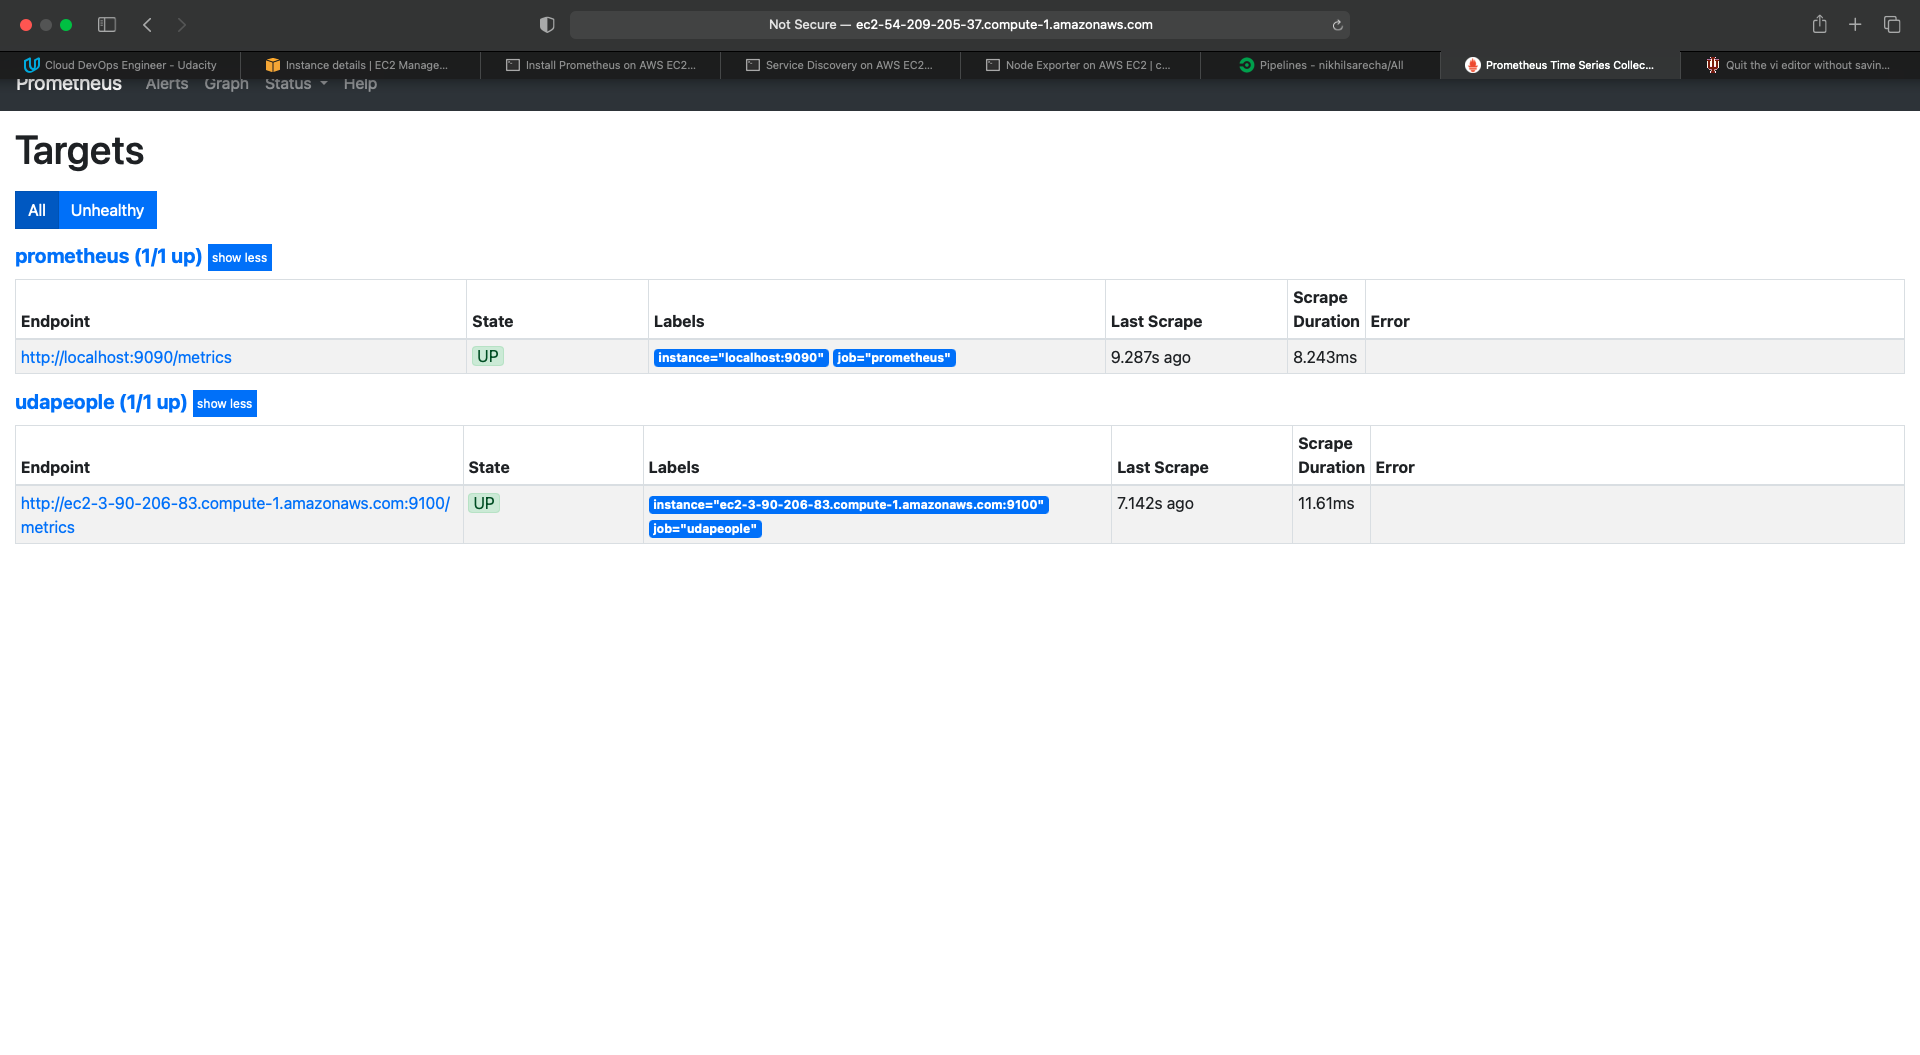 Not Secure — ec2-54-209-205-37.compute-1.amazonaws.com
Cloud DevOps Engineer - Udacity
Instance details | EC2 Manage...
Install Prometheus on AWS EC2...
Service Discovery on AWS EC2...
Node Exporter on AWS EC2 | c...
Pipelines - nikhilsarecha/All
Prometheus Time Series Collec...
Quit the vi editor without savin...
Prometheus Alerts Graph Status Help
Targets
All Unhealthy
prometheus (1/1 up) show less
Endpoint State Labels Last Scrape Scrape Duration Error
http://localhost:9090/metrics UP instance="localhost:9090" job="prometheus" 9.287s ago 8.243ms
udapeople (1/1 up) show less
Endpoint State Labels Last Scrape Scrape Duration Error
http://ec2-3-90-206-83.compute-1.amazonaws.com:9100/ UP instance="ec2-3-90-206-83.compute-1.amazonaws.com:9100" 7.142s ago 11.61ms
metrics job="udapeople"